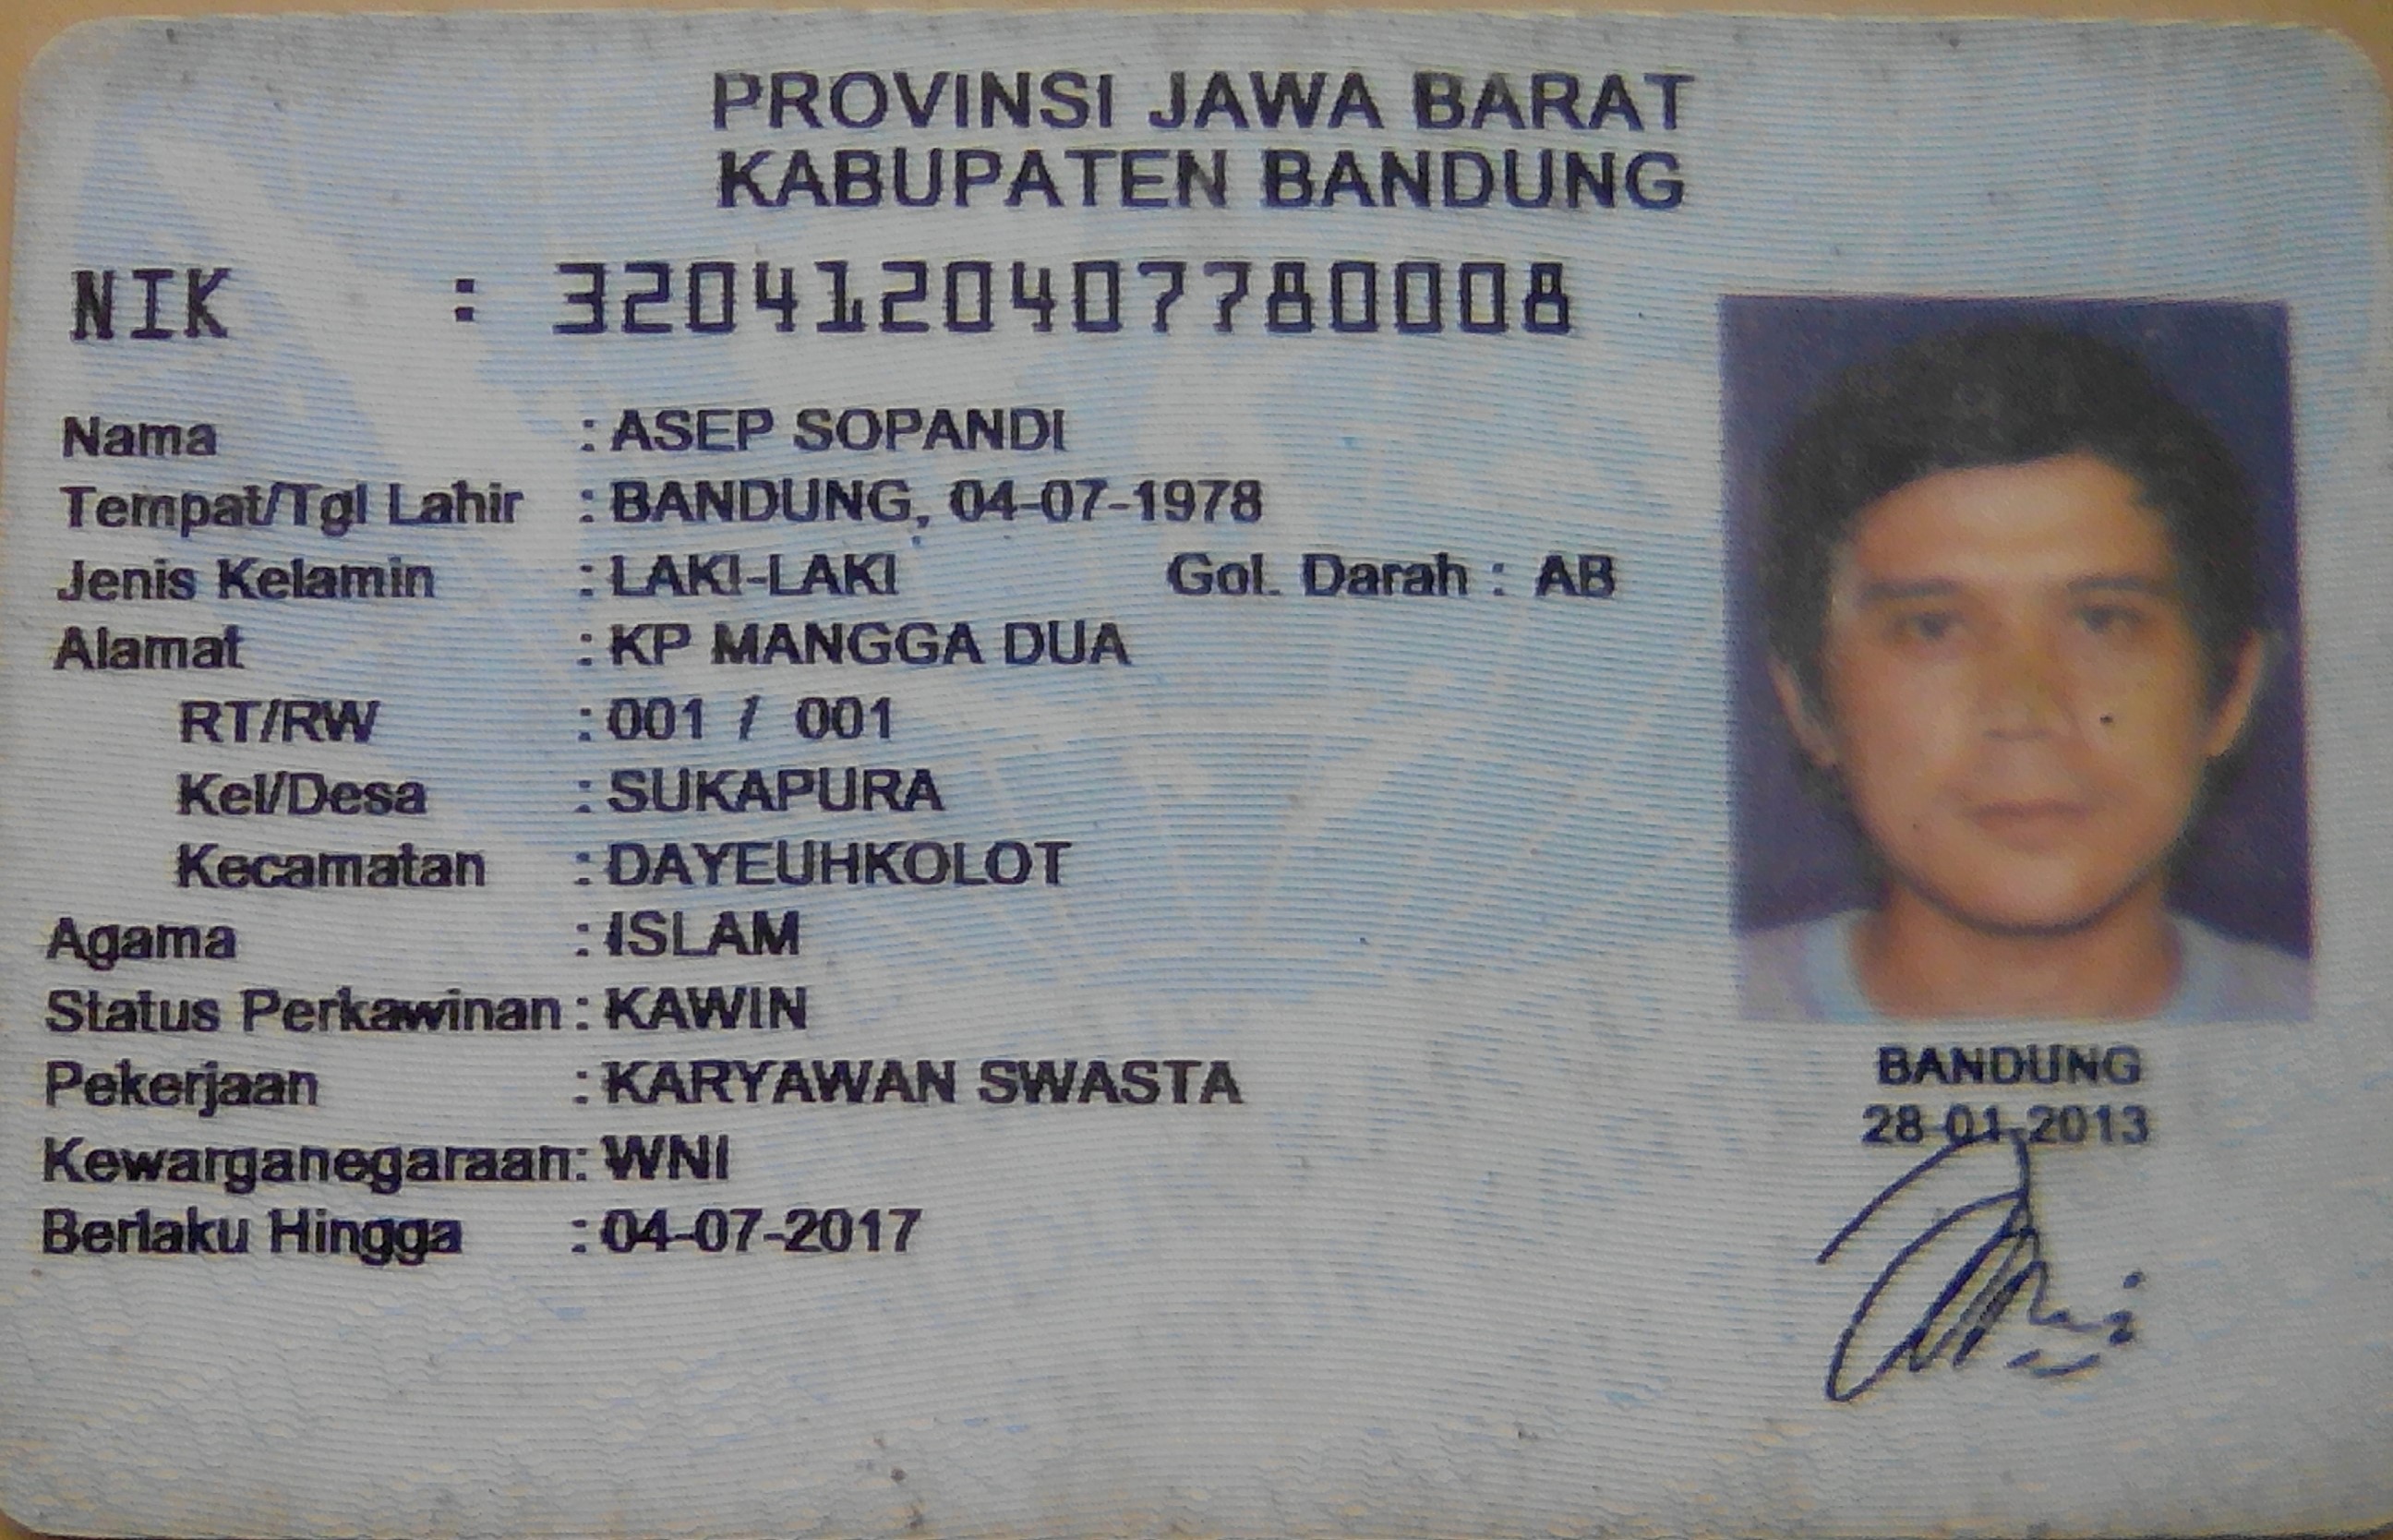 PROVINSI JAWA BARAT
KABUPATEN BANDUNG
NIK : 3204120407780008
Nama : ASEP SOPANDI
Tempat/Tgl Lahir : BANDUNG, 04-07-1978
Jenis Kelamin : LAKI-LAKI Gol. Darah : AB
Alamat : KP MANGGA DUA
RT/RW : 001 / 001
Kel/Desa : SUKAPURA
Kecamatan : DAYEUHKOLOT
Agama : ISLAM
Status Perkawinan : KAWIN
Pekerjaan : KARYAWAN SWASTA
Kewarganegaraan : WNI
Berlaku Hingga : 04-07-2017
BANDUNG
28-01-2013